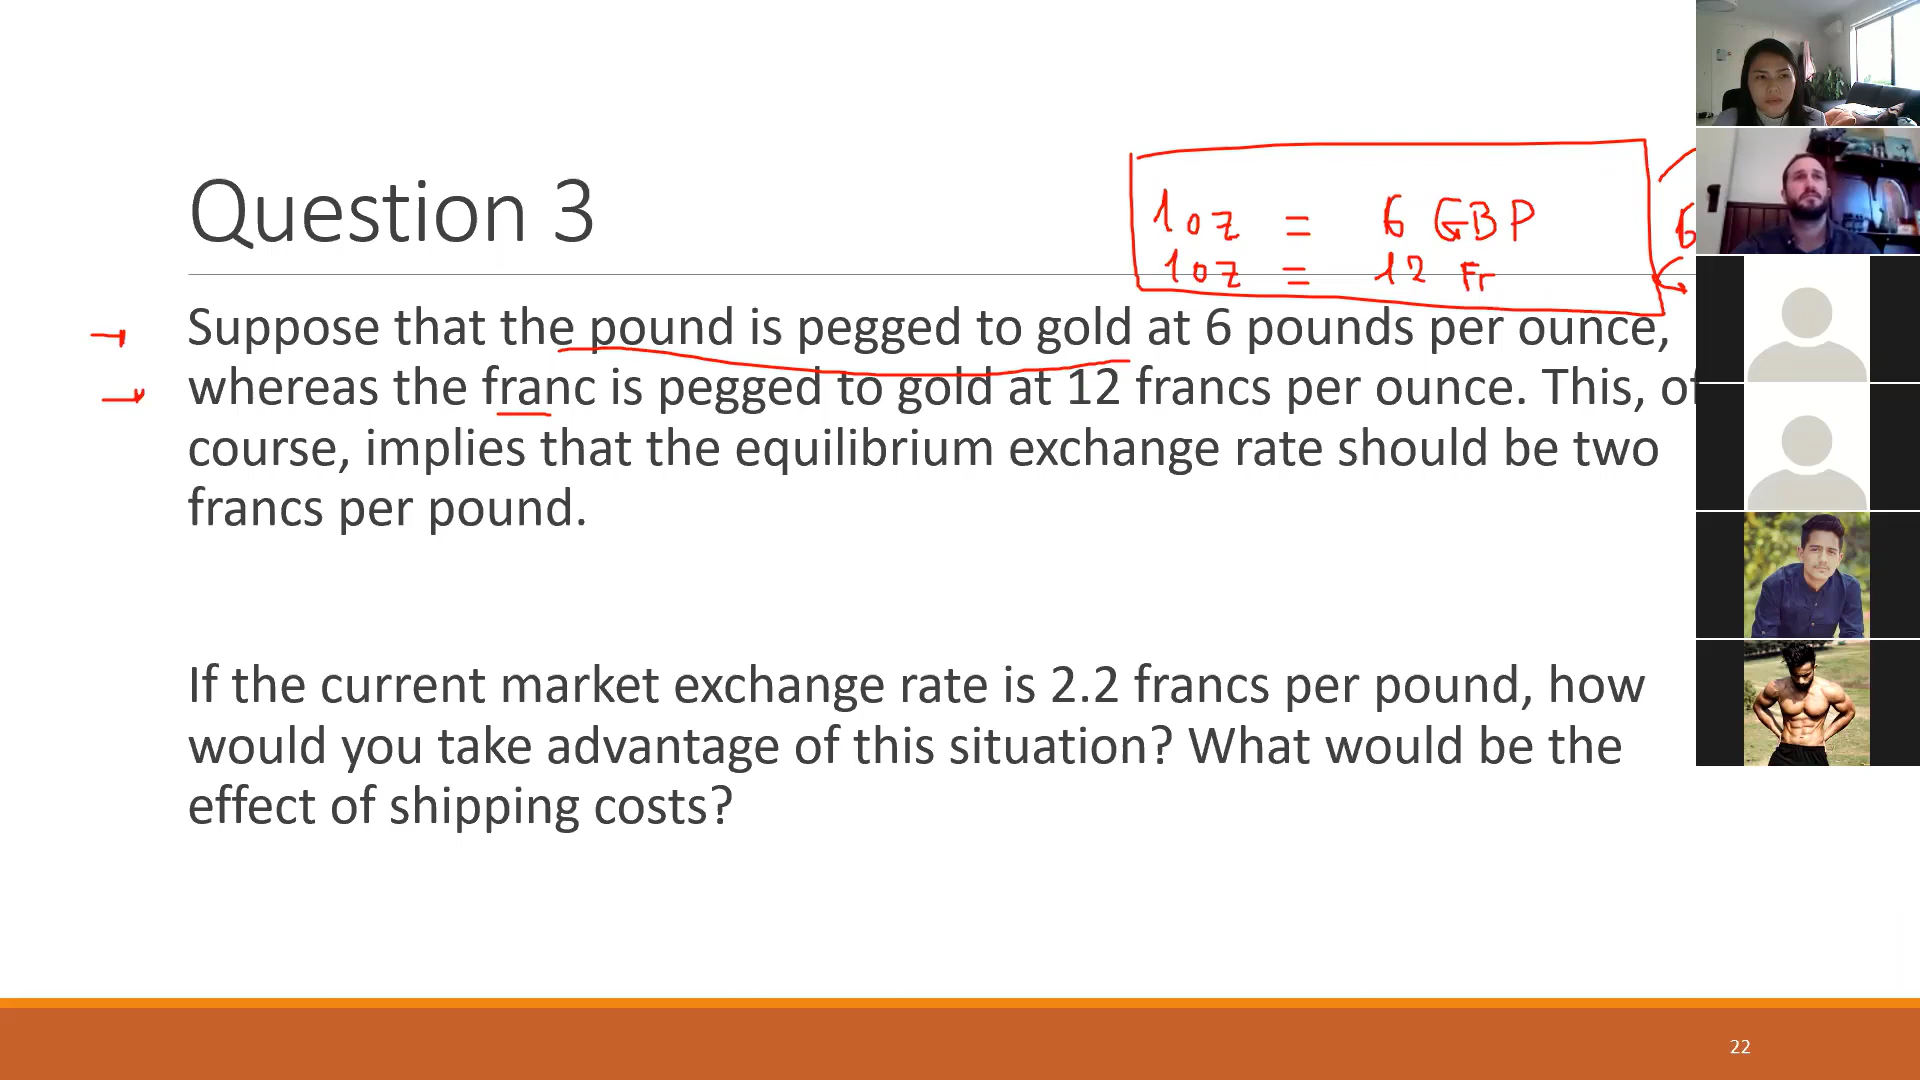 Question 3
1 oz = 6 GBP
1 oz = 12 Fr
6
Suppose that the pound is pegged to gold at 6 pounds per ounce,
whereas the franc is pegged to gold at 12 francs per ounce. This, of
course, implies that the equilibrium exchange rate should be two
francs per pound.
If the current market exchange rate is 2.2 francs per pound, how
would you take advantage of this situation? What would be the
effect of shipping costs?
22